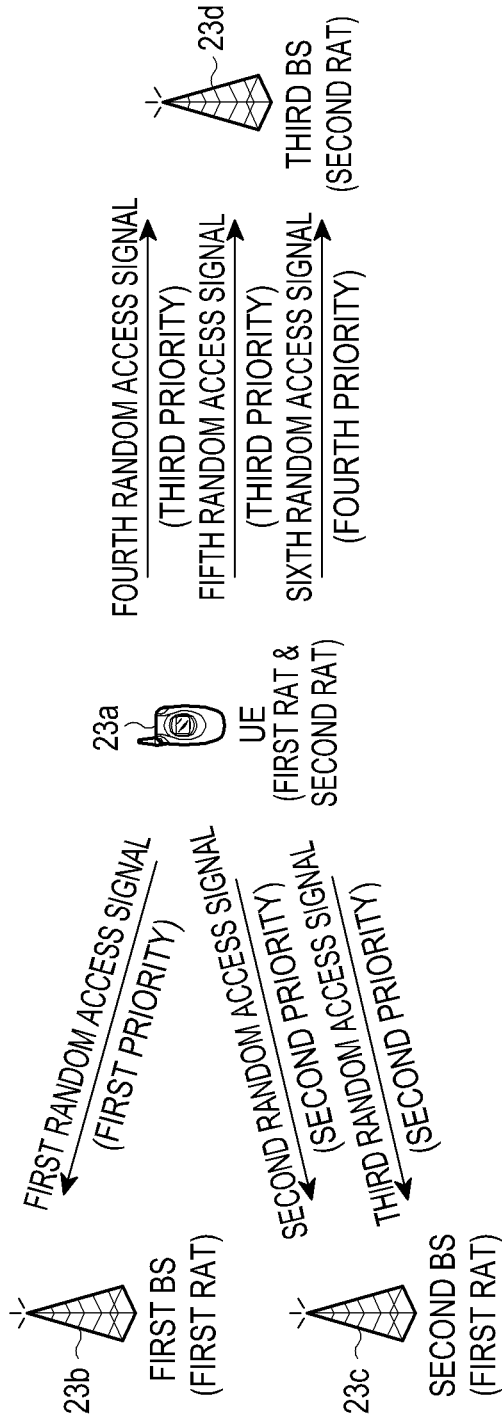 23b
FIRST BS
(FIRST RAT)
23c
SECOND BS
(FIRST RAT)
FIRST RANDOM ACCESS SIGNAL
(FIRST PRIORITY)
SECOND RANDOM ACCESS SIGNAL
(SECOND PRIORITY)
THIRD RANDOM ACCESS SIGNAL
(SECOND PRIORITY)
23a
UE
(FIRST RAT &
SECOND RAT)
FOURTH RANDOM ACCESS SIGNAL
(THIRD PRIORITY)
FIFTH RANDOM ACCESS SIGNAL
(THIRD PRIORITY)
SIXTH RANDOM ACCESS SIGNAL
(FOURTH PRIORITY)
23d
THIRD BS
(SECOND RAT)